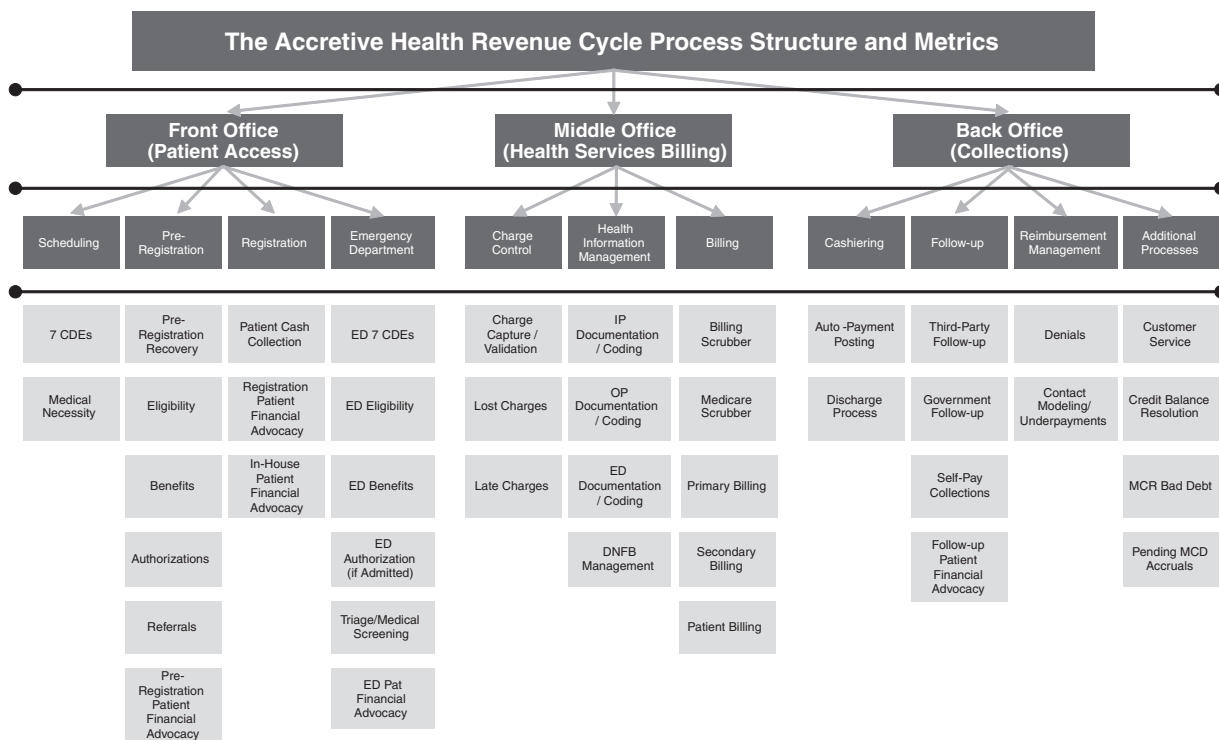 The Accretive Health Revenue Cycle Process Structure and Metrics
Front Office
(Patient Access)
Middle Office
(Health Services Billing)
Back Office
(Collections)
Scheduling
Pre-
Registration
Registration
Emergency
Department
Charge
Control
Health
Information
Management
Billing
Cashiering
Follow-up
Reimbursement
Management
Additional
Processes
7 CDEs
Pre-
Registration
Recovery
Patient Cash
Collection
ED 7 CDEs
Charge
Capture /
Validation
IP
Documentation
/ Coding
Billing
Scrubber
Auto -Payment
Posting
Third-Party
Follow-up
Denials
Customer
Service
Medical
Necessity
Eligibility
Registration
Patient
Financial
Advocacy
ED Eligibility
Lost Charges
OP
Documentation
/ Coding
Medicare
Scrubber
Discharge
Process
Government
Follow-up
Contact
Modeling/
Underpayments
Credit Balance
Resolution
Benefits
In-House
Patient
Financial
Advocacy
ED Benefits
Late Charges
ED
Documentation
/ Coding
Primary Billing
Self-Pay
Collections
MCR Bad Debt
Authorizations
ED
Authorization
(if Admitted)
DNFB
Management
Secondary
Billing
Follow-up
Patient
Financial
Advocacy
Pending MCD
Accruals
Referrals
Triage/Medical
Screening
Patient Billing
Pre-
Registration
Patient
Financial
Advocacy
ED Pat
Financial
Advocacy